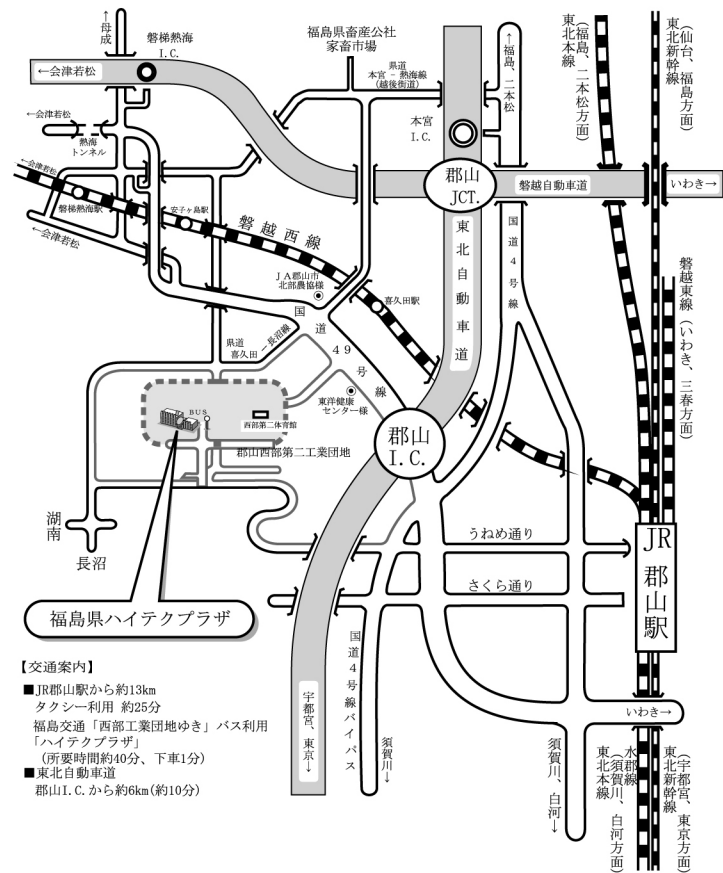 ←母成
磐梯熱海
I.C.
←会津若松
福島県畜産公社
家畜市場
県道
本宮－熱海線
(越後街道)
←福島、二本松
本宮
I.C.
東北本線
(福島、二本松方面)
東北新幹線
(仙台、福島方面)
←会津若松
熱海
トンネル
←会津若松
磐梯熱海駅
←会津若松
安子ヶ島駅
磐越西線
郡山
JCT.
磐越自動車道
いわき→
東北自動車道
国道4号線
磐越東線(いわき、三春方面)
JA郡山市
北部農協様
喜久田駅
国道49号線
県道
喜久田－長沼線
東洋健康
センター様
BUS
西部第二体育館
郡山西部第二工業団地
郡山
I.C.
湖南
長沼
うねめ通り
さくら通り
JR郡山駅
福島県ハイテクプラザ
国道4号線バイパス
宇都宮、東京→
須賀川→
須賀川、白河→
いわき→
東北本線
(須賀川、白河方面)
水郡線
東北新幹線
(宇都宮、東京方面)
【交通案内】
■JR郡山駅から約13km
タクシー利用 約25分
福島交通「西部工業団地ゆき」バス利用
「ハイテクプラザ」
(所要時間約40分、下車1分)
■東北自動車道
郡山I.C.から約6km(約10分)